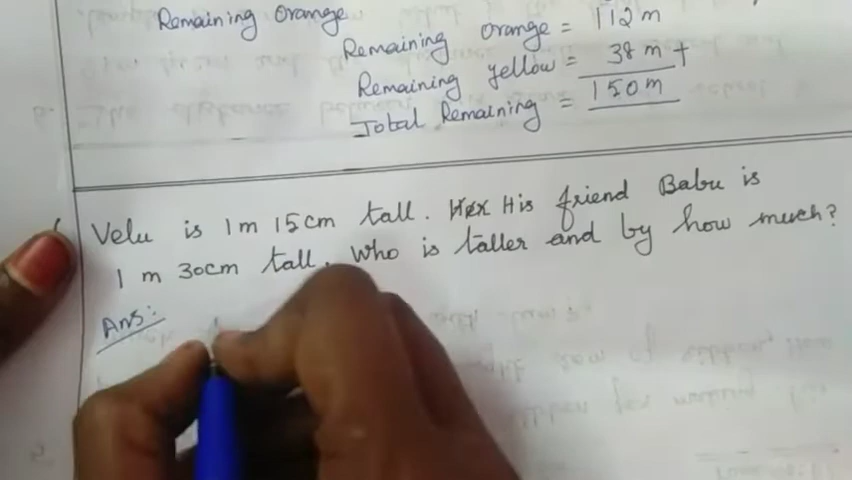 Remaining Orange
Remaining orange = 112 m
Remaining yellow = 38 m +
Total Remaining = 150m
Velu is 1m 15cm tall. His friend Babu is
1 m 30cm tall. Who is taller and by how much?
Ans: